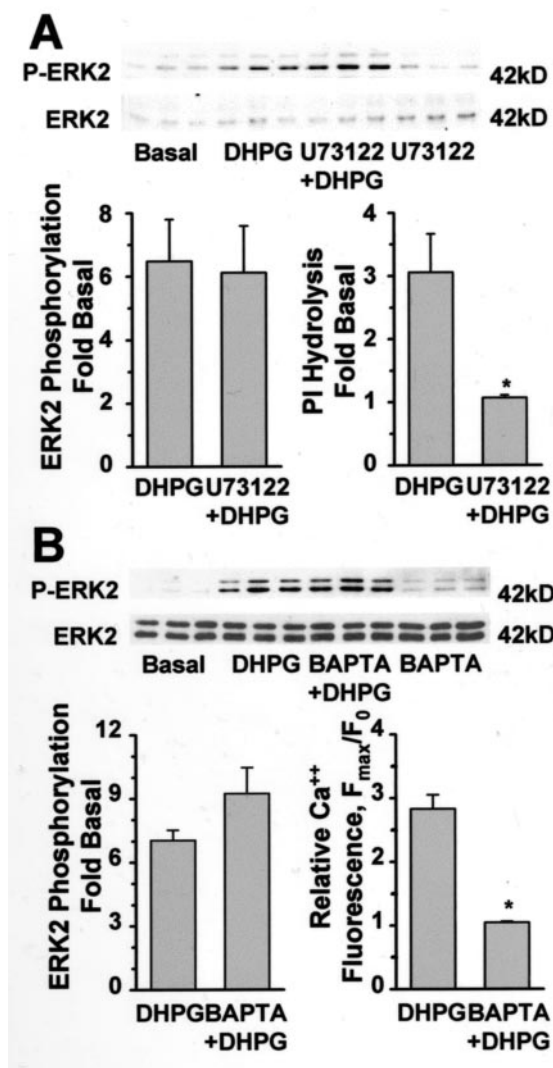 A
P-ERK2 42kD
ERK2 42kD
Basal DHPG U73122 U73122
+DHPG
ERK2 Phosphorylation
Fold Basal
8
6
4
2
0
DHPG U73122
+DHPG
PI Hydrolysis
Fold Basal
4
3
2
1
0
*
DHPG U73122
+DHPG
B
P-ERK2 42kD
ERK2 42kD
Basal DHPG BAPTA BAPTA
+DHPG
ERK2 Phosphorylation
Fold Basal
12
9
6
3
0
DHPG BAPTA
+DHPG
Relative Ca++
Fluorescence, Fmax/F0
4
3
2
1
0
*
DHPG BAPTA
+DHPG